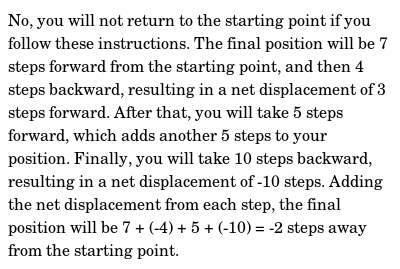 No, you will not return to the starting point if you
follow these instructions. The final position will be 7
steps forward from the starting point, and then 4
steps backward, resulting in a net displacement of 3
steps forward. After that, you will take 5 steps
forward, which adds another 5 steps to your
position. Finally, you will take 10 steps backward,
resulting in a net displacement of -10 steps. Adding
the net displacement from each step, the final
position will be 7 + (-4) + 5 + (-10) = -2 steps away
from the starting point.